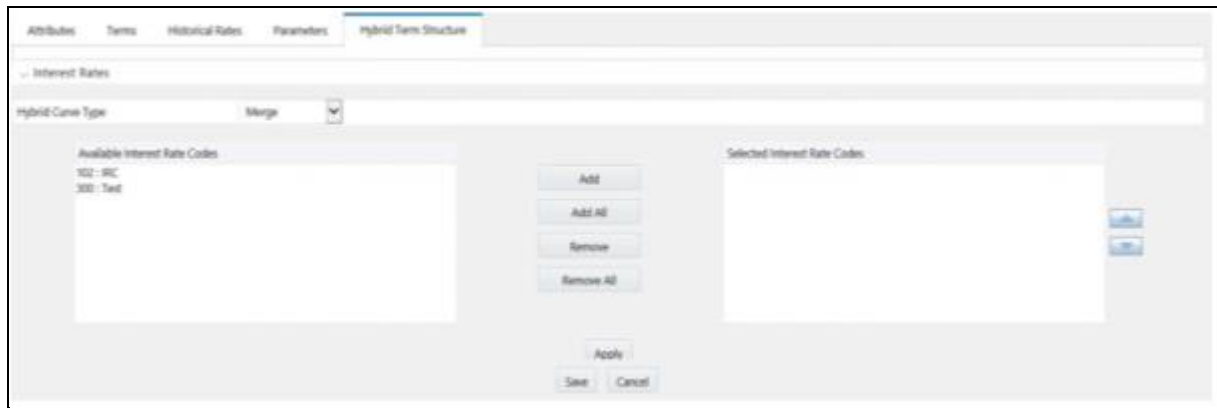 Attributes Terms Historical Rates Parameters Hybrid Term Structure
Interest Rates
Hybrid Curve Type Merge
Available Interest Rate Codes Selected Interest Rate Codes
102 : IRC
300 : Test
Add
Add All
Remove
Remove All
Apply
Save Cancel